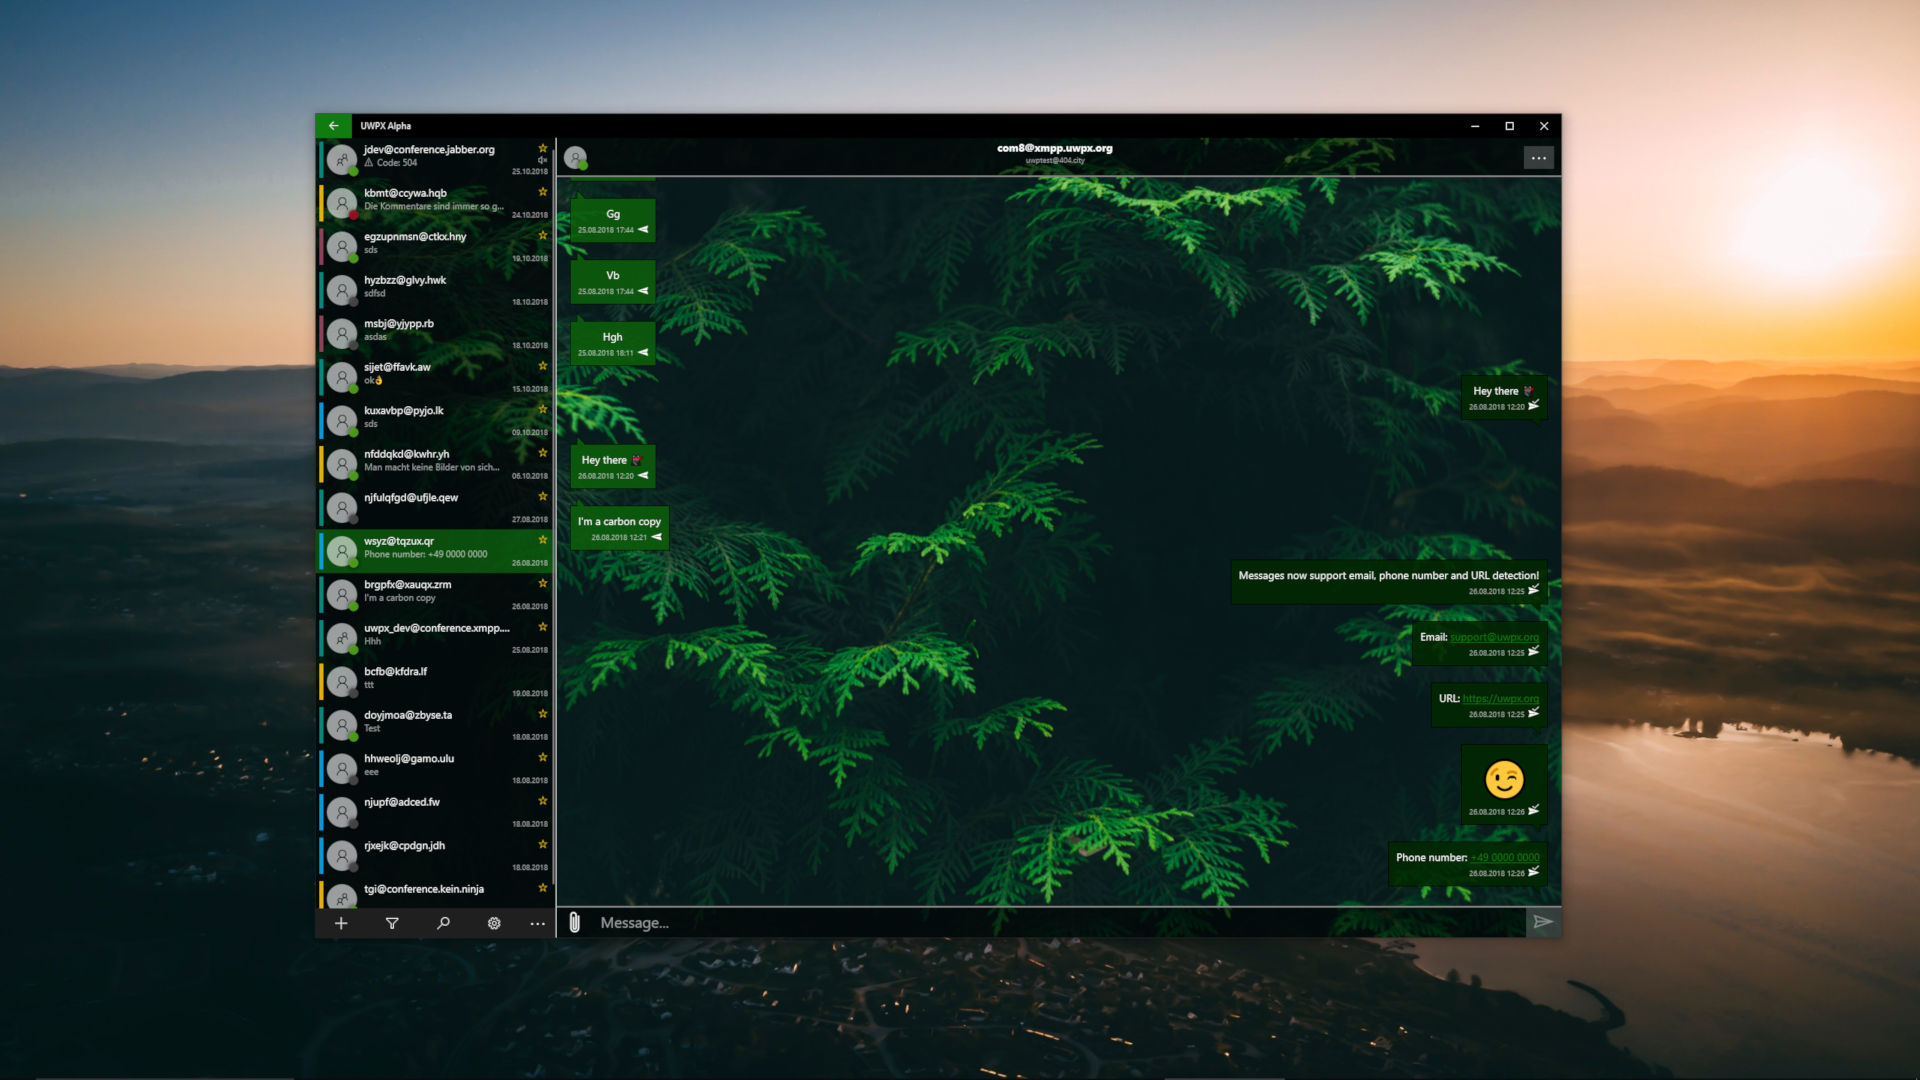 UWPX Alpha
jdev@conference.jabber.org
Code: 504
25.10.2018
kbmt@ccywa.hqb
Die Kommentare sind immer so g...
24.10.2018
egzupnmsn@ctkx.hny
sds
19.10.2018
hyzbzz@glvy.hwk
sdfsd
18.10.2018
msbj@yjypp.rb
asdas
18.10.2018
sijet@ffavk.aw
ok👌
15.10.2018
kuxavbp@pyjo.lk
sds
09.10.2018
nfddqkd@kwhr.yh
Man macht keine Bilder von sich...
06.10.2018
njfulqfgd@ufjle.qew
27.08.2018
wsyz@tqzux.qr
Phone number: +49 0000 0000
26.08.2018
brgpfx@xauqx.zrm
I'm a carbon copy
26.08.2018
uwpx_dev@conference.xmpp....
Hhh
25.08.2018
bcfb@kfdra.lf
ttt
19.08.2018
doyjmoa@zbyse.ta
Test
18.08.2018
hhweolj@gamo.ulu
eee
18.08.2018
njupf@adced.fw
18.08.2018
rjxejk@cpdgn.jdh
18.08.2018
tgi@conference.kein.ninja
com8@xmpp.uwpx.org
uwptest@404.city
Gg
25.08.2018 17:44
Vb
25.08.2018 17:44
Hgh
25.08.2018 18:11
Hey there
26.08.2018 12:20
Hey there
26.08.2018 12:20
I'm a carbon copy
26.08.2018 12:21
Messages now support email, phone number and URL detection!
26.08.2018 12:25
Email: support@uwpx.org
26.08.2018 12:25
URL: https://uwpx.org
26.08.2018 12:25
😉
26.08.2018 12:26
Phone number: +49 0000 0000
26.08.2018 12:26
Message...